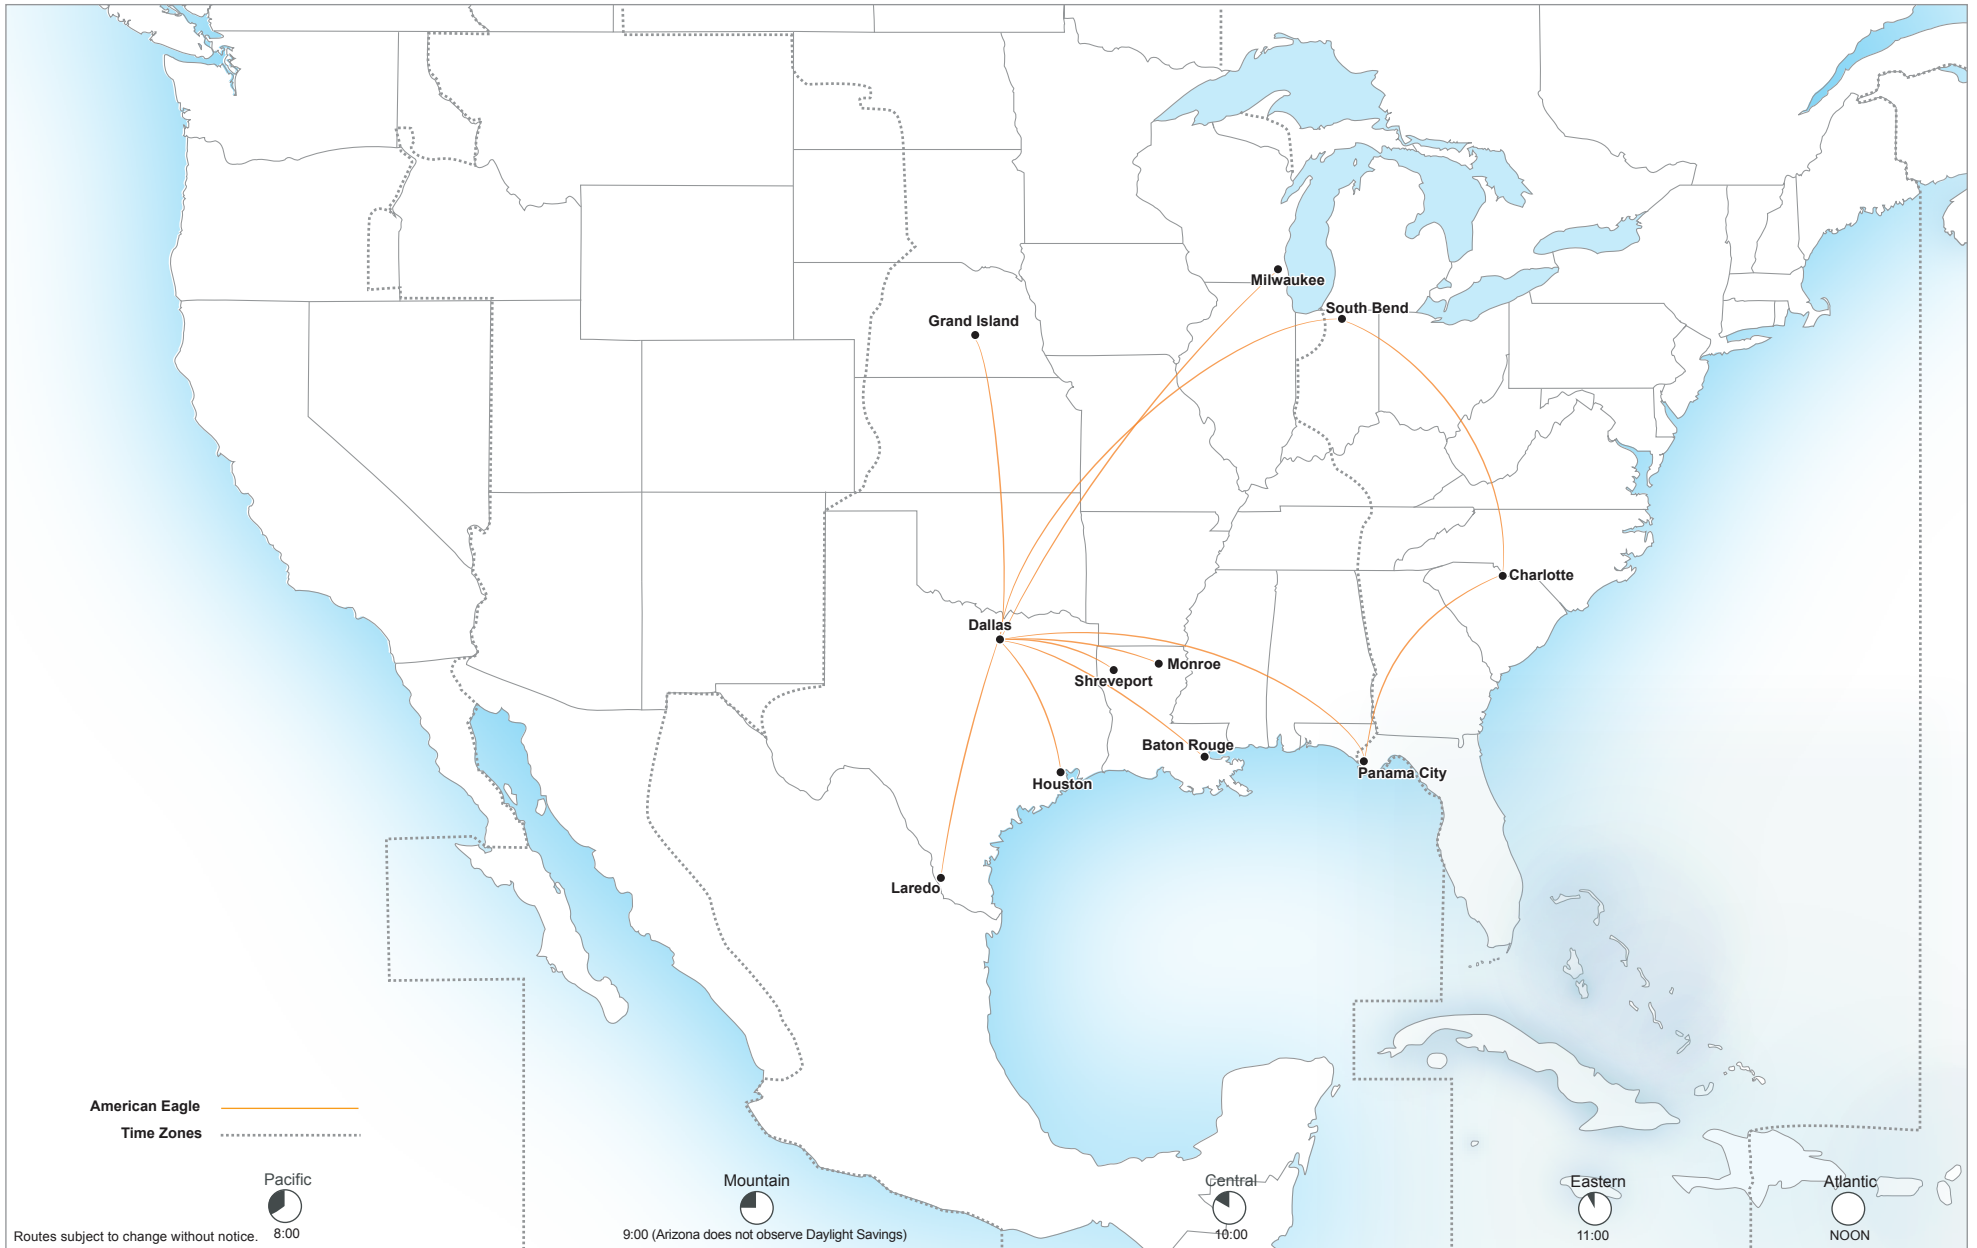 Milwaukee
South Bend
Grand Island
Charlotte
Dallas
Monroe
Shreveport
Baton Rouge
Panama City
Houston
Laredo
American Eagle
Time Zones
Pacific
Mountain
Central
Eastern
Atlantic
Routes subject to change without notice.
8:00
9:00 (Arizona does not observe Daylight Savings)
10:00
11:00
NOON